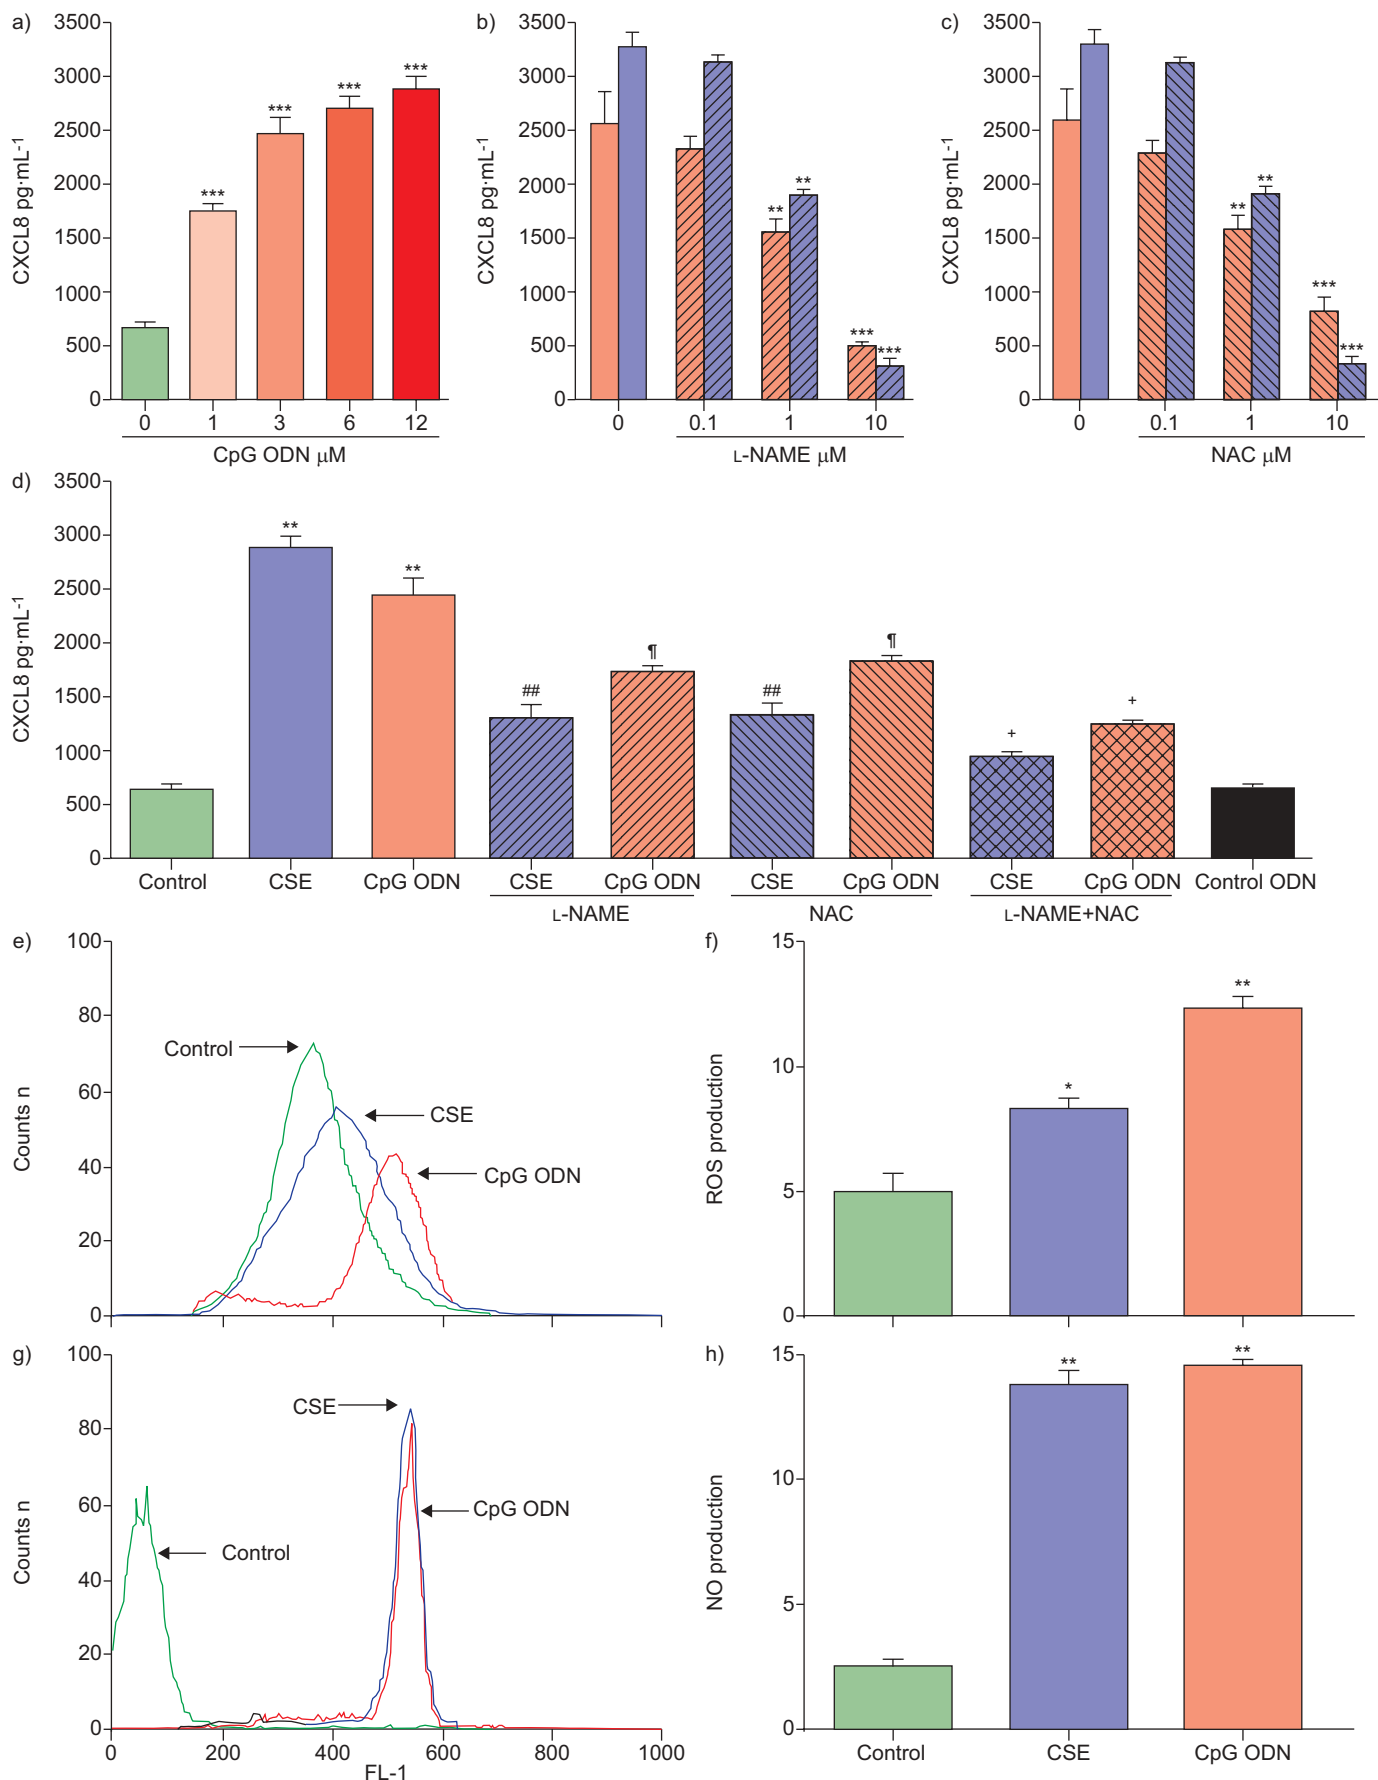 a)
3500
3000
2500
2000
1500
1000
500
0
CXCL8 pg·mL-1
***
***
***
***
0 1 3 6 12
CpG ODN μM
b)
3500
3000
2500
2000
1500
1000
500
0
CXCL8 pg·mL-1
**
**
***
***
0 0.1 1 10
L-NAME μM
c)
3500
3000
2500
2000
1500
1000
500
0
CXCL8 pg·mL-1
**
**
***
***
0 0.1 1 10
NAC μM
d)
3500
3000
2500
2000
1500
1000
500
0
CXCL8 pg·mL-1
**
**
##
¶
##
¶
+
+
Control CSE CpG ODN CSE CpG ODN CSE CpG ODN CSE CpG ODN Control ODN
L-NAME NAC L-NAME+NAC
e)
100
80
60
40
20
0
Counts n
Control
CSE
CpG ODN
f)
15
10
5
0
ROS production
*
**
g)
100
80
60
40
20
0
Counts n
CSE
CpG ODN
Control
0 200 400 600 800 1000
FL-1
h)
15
10
5
0
NO production
**
**
Control CSE CpG ODN